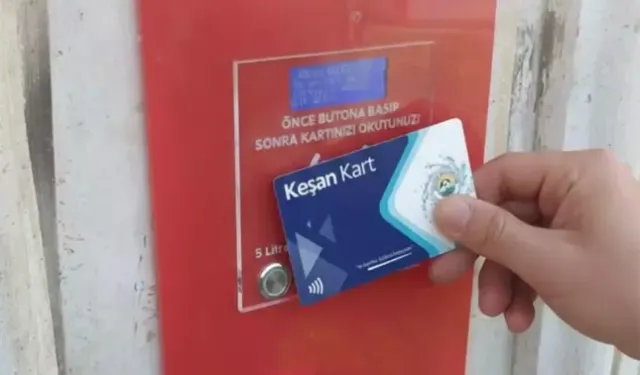 ÖNCE BUTONA BASIP
SONRA KARTINIZI OKUTUNUZ
Keşan Kart
5 Litre